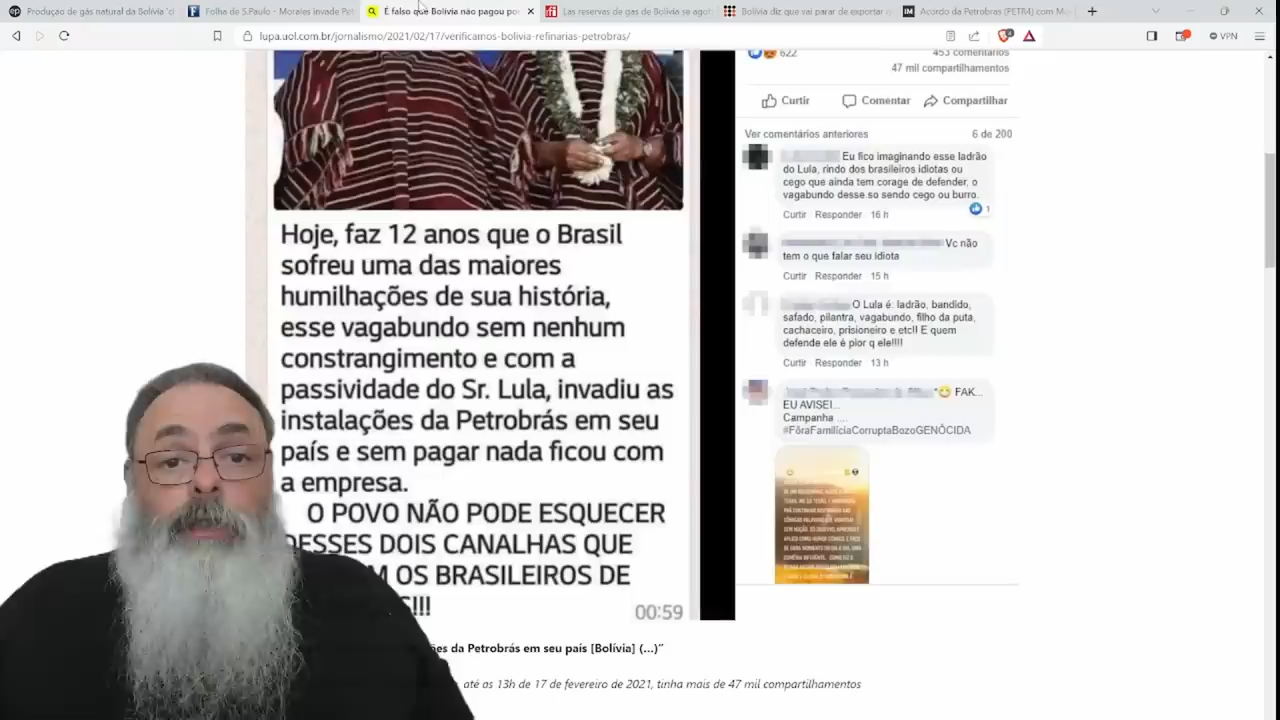 Produçao de gás natural da Bolívia 'c
Folha de S.Paulo - Morales invade Pet
É falso que Bolívia não pagou po
Las reservas de gas de Bolivia se agot
Bolívia diz que vai parar de exportar g
Acordo da Petrobras (PETR4) com Mu
lupa.uol.com.br/jornalismo/2021/02/17/verificamos-bolivia-refinarias-petrobras/
VPN
622
453 comentários
47 mil compartilhamentos
Curtir Comentar Compartilhar
Ver comentários anteriores 6 de 200
Eu fico imaginando esse ladrão
do Lula, rindo dos brasileiros idiotas ou
cego que ainda tem corage de defender, o
vagabundo desse so sendo cego ou burro.
1
Curtir Responder 16 h
Vc não
tem o que falar seu idiota
Curtir Responder 15 h
O Lula é: ladrão, bandido,
safado, pilantra, vagabundo, filho da puta,
cachaceiro, prisioneiro e etc!! E quem
defende ele é pior q ele!!!!
Curtir Responder 13 h
FAK...
EU AVISEI...
Campanha ....
#FôraFamilíciaCorruptaBozoGENÔCIDA
Hoje, faz 12 anos que o Brasil
sofreu uma das maiores
humilhações de sua história,
esse vagabundo sem nenhum
constrangimento e com a
passividade do Sr. Lula, invadiu as
instalações da Petrobrás em seu
país e sem pagar nada ficou com
a empresa.
O POVO NÃO PODE ESQUECER
DESSES DOIS CANALHAS QUE
M OS BRASILEIROS DE
S!!!
00:59
ões da Petrobrás em seu país [Bolívia] (...)”
até as 13h de 17 de fevereiro de 2021, tinha mais de 47 mil compartilhamentos